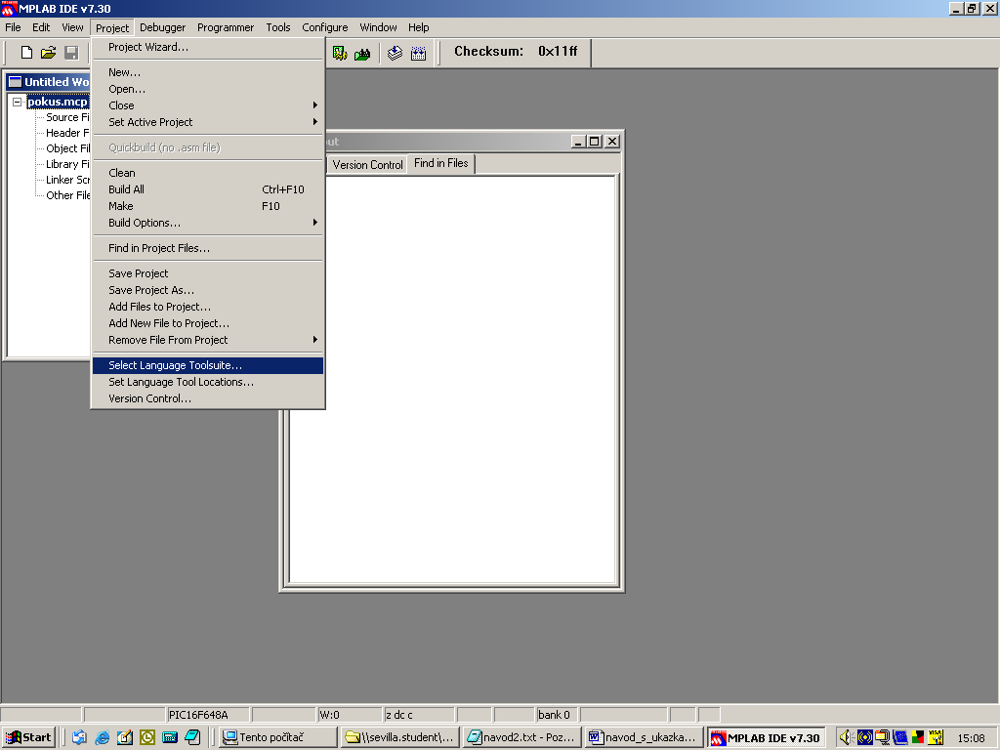 MPLAB IDE v7.30
File Edit View Project Debugger Programmer Tools Configure Window Help
Checksum: 0x11ff
Project Wizard...
New...
Open...
Close
Set Active Project
Quickbuild (no .asm file)
Clean
Build All Ctrl+F10
Make F10
Build Options...
Find in Project Files...
Save Project
Save Project As...
Add Files to Project...
Add New File to Project...
Remove File From Project
Select Language Toolsuite...
Set Language Tool Locations...
Version Control...
Untitled Wo
pokus.mcp
Source Fi
Header F
Object Fil
Library Fi
Linker Scr
Other File
out
Version Control Find in Files
PIC16F648A W:0 z dc c bank 0
Start Tento počítač \\sevilla.student\... navod2.txt - Poz... navod_s_ukazka... MPLAB IDE v7.30 15:08